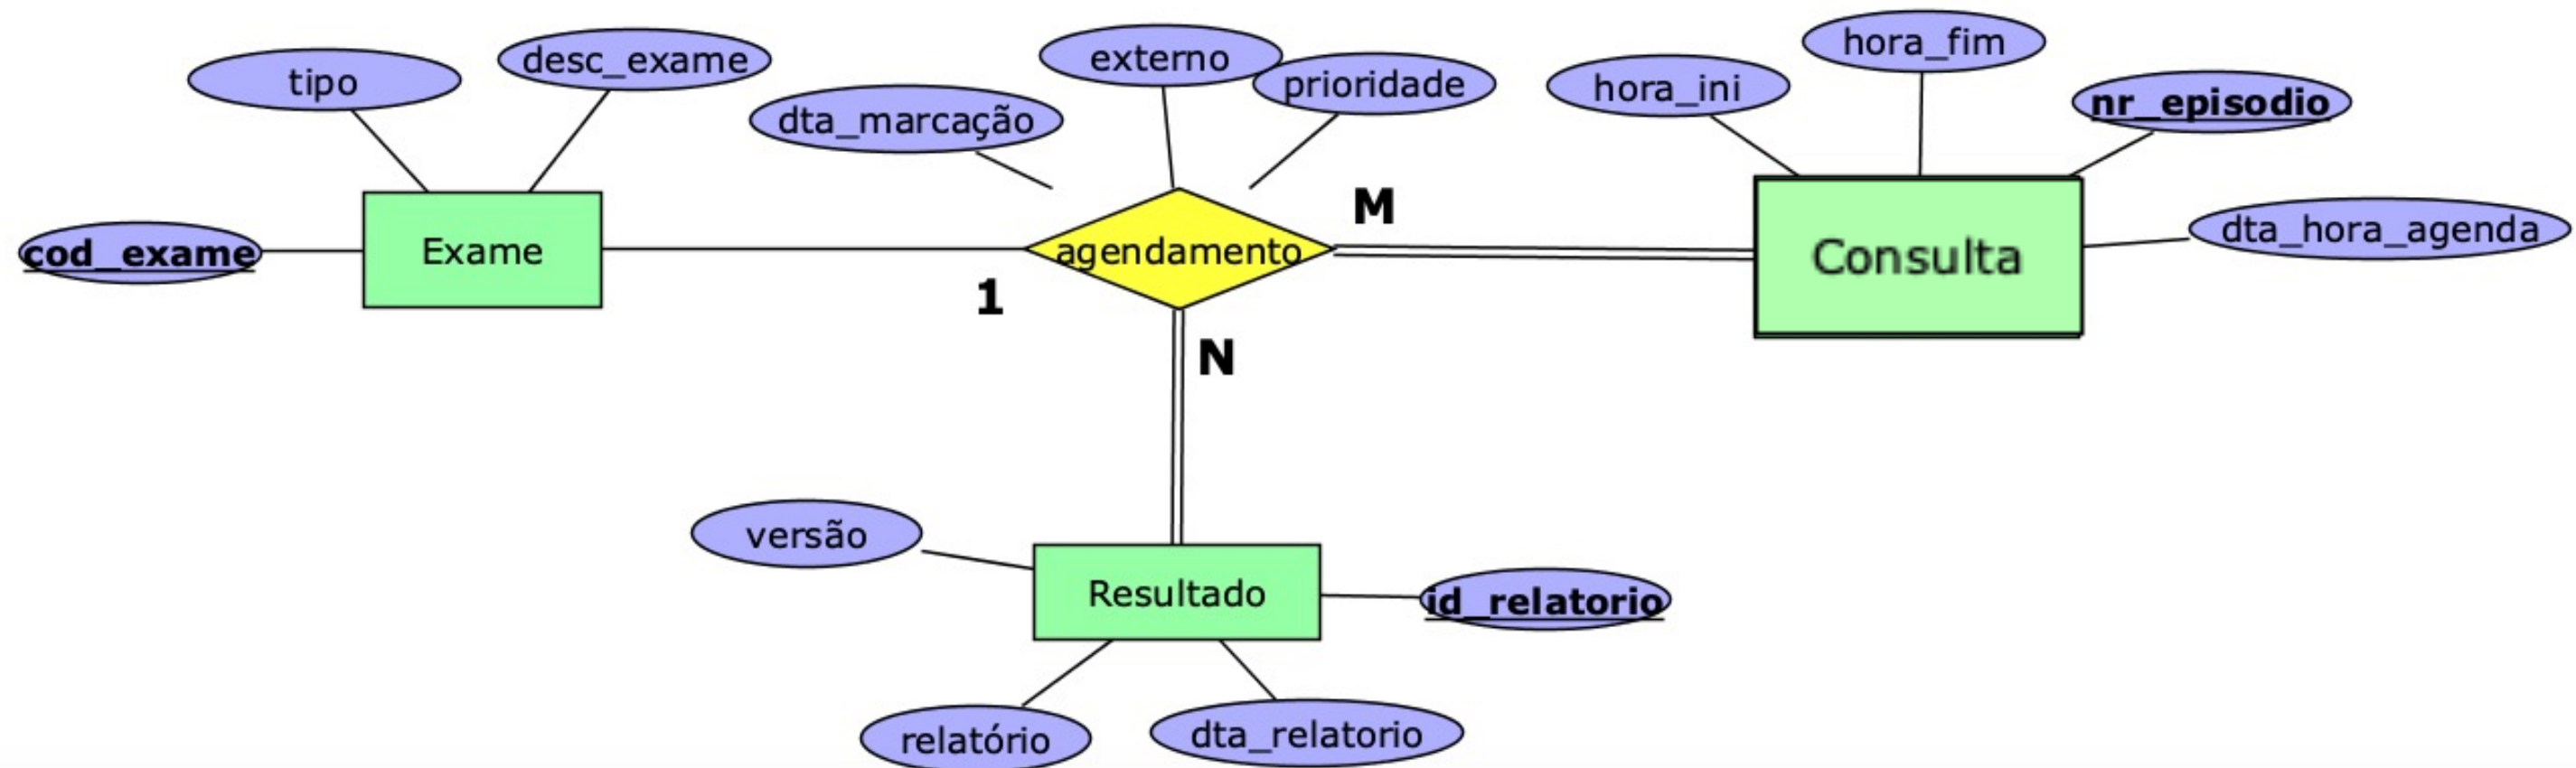 tipo
desc_exame
dta_marcação
externo
prioridade
hora_ini
hora_fim
nr_episodio
cod_exame
Exame
1
agendamento
M
Consulta
dta_hora_agenda
N
versão
Resultado
id_relatorio
relatório
dta_relatorio